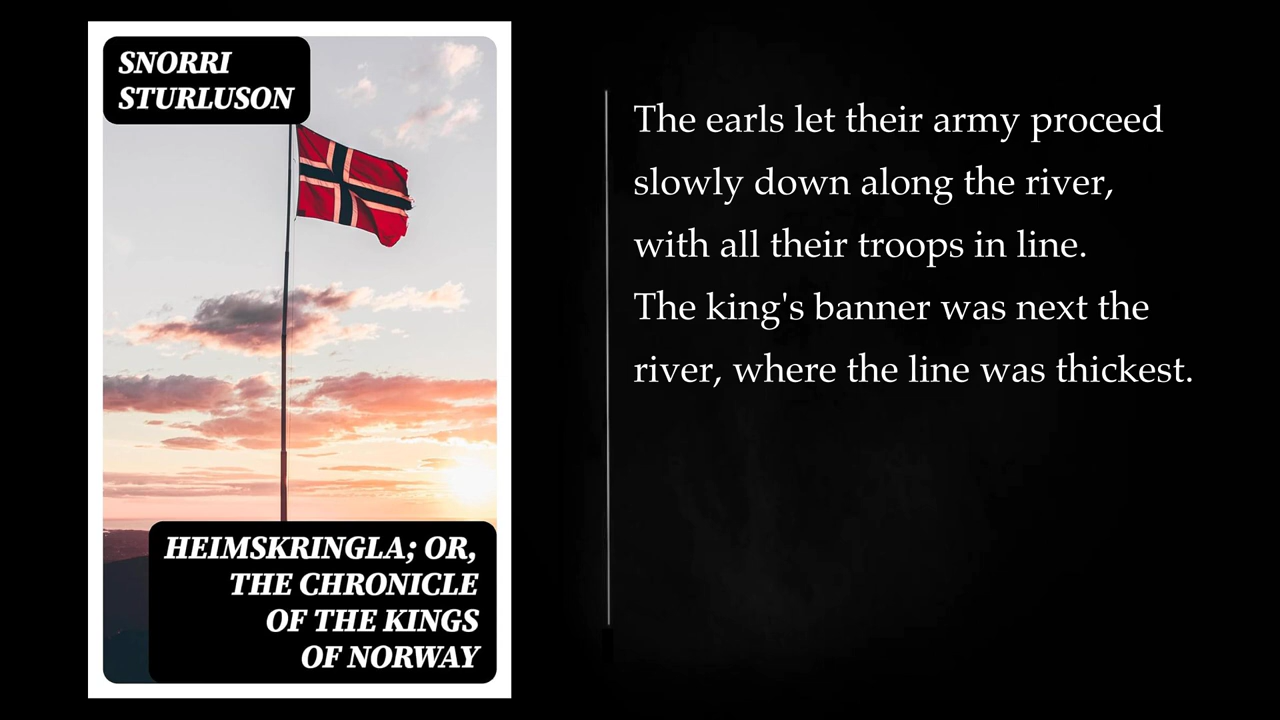 SNORRI
STURLUSON
HEIMSKRINGLA; OR,
THE CHRONICLE
OF THE KINGS
OF NORWAY
The earls let their army proceed
slowly down along the river,
with all their troops in line.
The king's banner was next the
river, where the line was thickest.